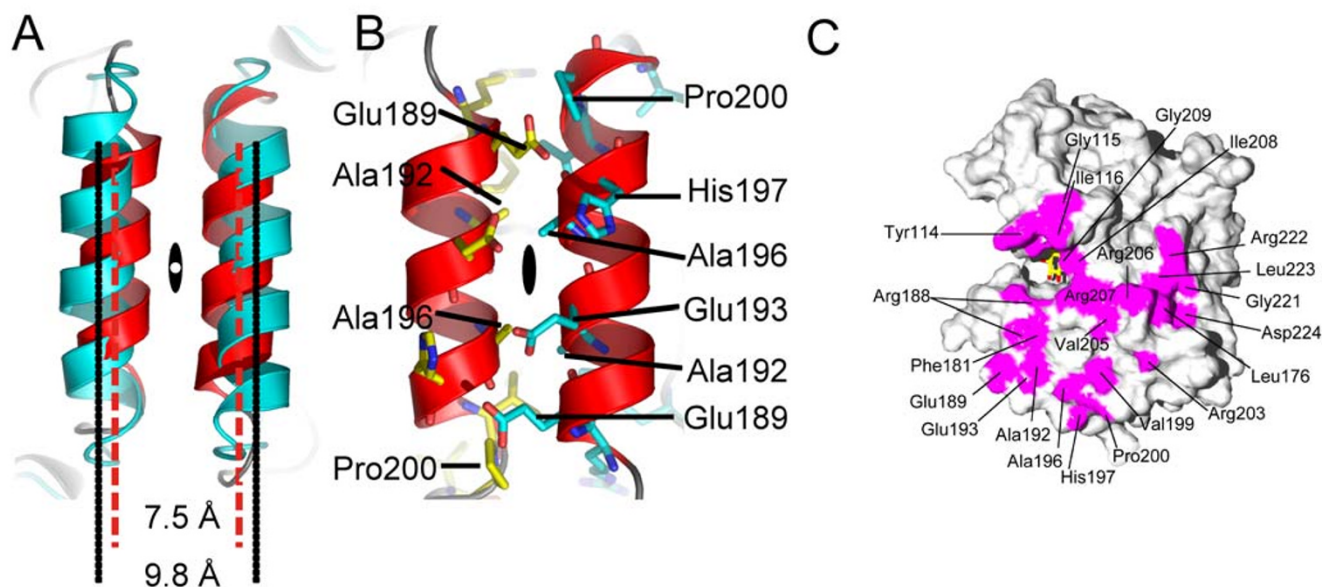 A
7.5 Å
9.8 Å
B
Glu189
Ala192
Ala196
Pro200
Pro200
His197
Ala196
Glu193
Ala192
Glu189
C
Gly209
Gly115
Ile208
Ile116
Tyr114
Arg206
Arg222
Leu223
Arg188
Arg207
Gly221
Val205
Asp224
Phe181
Leu176
Glu189
Arg203
Glu193
Val199
Ala192
Pro200
Ala196
His197